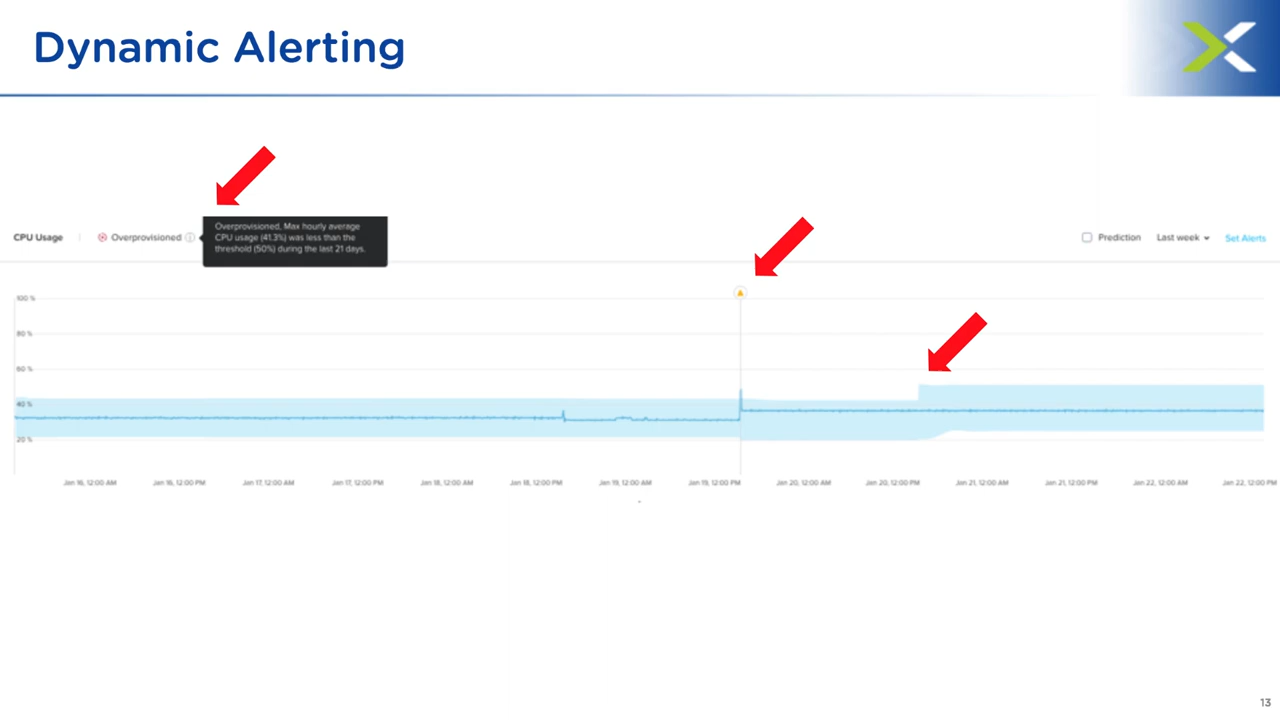 Dynamic Alerting
CPU Usage
Overprovisioned
Overprovisioned, Max hourly average
CPU usage (41.3%) was less than the
threshold (50%) during the last 21 days.
Prediction
Last week
Set Alerts
100 %
80 %
60 %
40 %
20 %
Jan 16, 12:00 AM
Jan 16, 12:00 PM
Jan 17, 12:00 AM
Jan 17, 12:00 PM
Jan 18, 12:00 AM
Jan 18, 12:00 PM
Jan 19, 12:00 AM
Jan 19, 12:00 PM
Jan 20, 12:00 AM
Jan 20, 12:00 PM
Jan 21, 12:00 AM
Jan 21, 12:00 PM
Jan 22, 12:00 AM
Jan 22, 12:00 PM
13